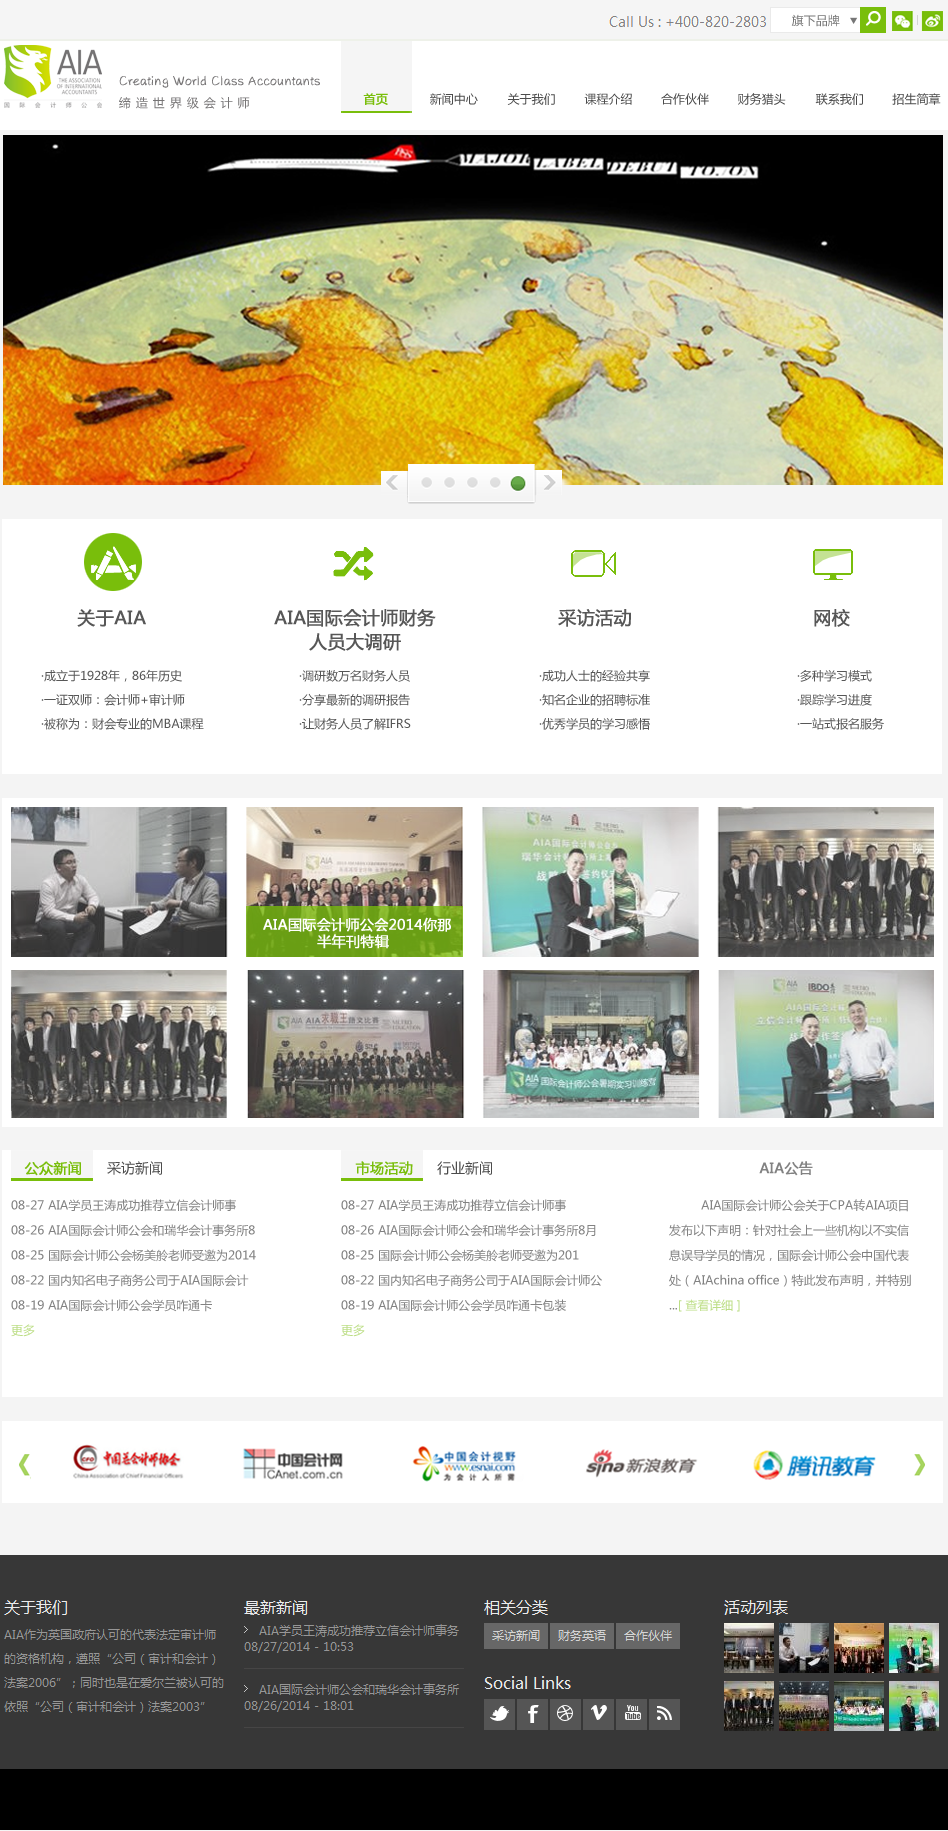 Call Us : +400-820-2803
旗下品牌
AIA
THE ASSOCIATION
OF INTERNATIONAL
ACCOUNTANTS
国际会计师公会
Creating World Class Accountants
缔造世界级会计师
首页
新闻中心
关于我们
课程介绍
合作伙伴
财务猎头
联系我们
招生简章
MAJOR LABEL DEBUT TO./ON
关于AIA
·成立于1928年，86年历史
·一证双师：会计师+审计师
·被称为：财会专业的MBA课程
AIA国际会计师财务
人员大调研
·调研数万名财务人员
·分享最新的调研报告
·让财务人员了解IFRS
采访活动
·成功人士的经验共享
·知名企业的招聘标准
·优秀学员的学习感悟
网校
·多种学习模式
·跟踪学习进度
·一站式报名服务
AIA国际会计师公会2014你那
半年刊特辑
AIA 求职王
AIA 国际会计师公会暑期实习训练营
公众新闻
采访新闻
08-27 AIA学员王涛成功推荐立信会计师事
08-26 AIA国际会计师公会和瑞华会计事务所8
08-25 国际会计师公会杨美舲老师受邀为2014
08-22 国内知名电子商务公司于AIA国际会计
08-19 AIA国际会计师公会学员咋通卡
更多
市场活动
行业新闻
08-27 AIA学员王涛成功推荐立信会计师事
08-26 AIA国际会计师公会和瑞华会计事务所8月
08-25 国际会计师公会杨美舲老师受邀为201
08-22 国内知名电子商务公司于AIA国际会计师公
08-19 AIA国际会计师公会学员咋通卡包装
更多
AIA公告
AIA国际会计师公会关于CPA转AIA项目
发布以下声明：针对社会上一些机构以不实信
息误导学员的情况，国际会计师公会中国代表
处（AIAchina office）特此发布声明，并特别
...[ 查看详细 ]
CFO 中国总会计师协会
China Association of Chief Financial Officers
中国会计网
CAnet.com.cn
中国会计视野
www.esnai.com
为会计人所需
sina 新浪教育
腾讯教育
关于我们
AIA作为英国政府认可的代表法定审计师
的资格机构，遵照“公司（审计和会计）
法案2006”；同时也是在爱尔兰被认可的
依照“公司（审计和会计）法案2003”
最新新闻
AIA学员王涛成功推荐立信会计师事务
08/27/2014 - 10:53
AIA国际会计师公会和瑞华会计事务所
08/26/2014 - 18:01
相关分类
采访新闻
财务英语
合作伙伴
Social Links
You Tube
活动列表